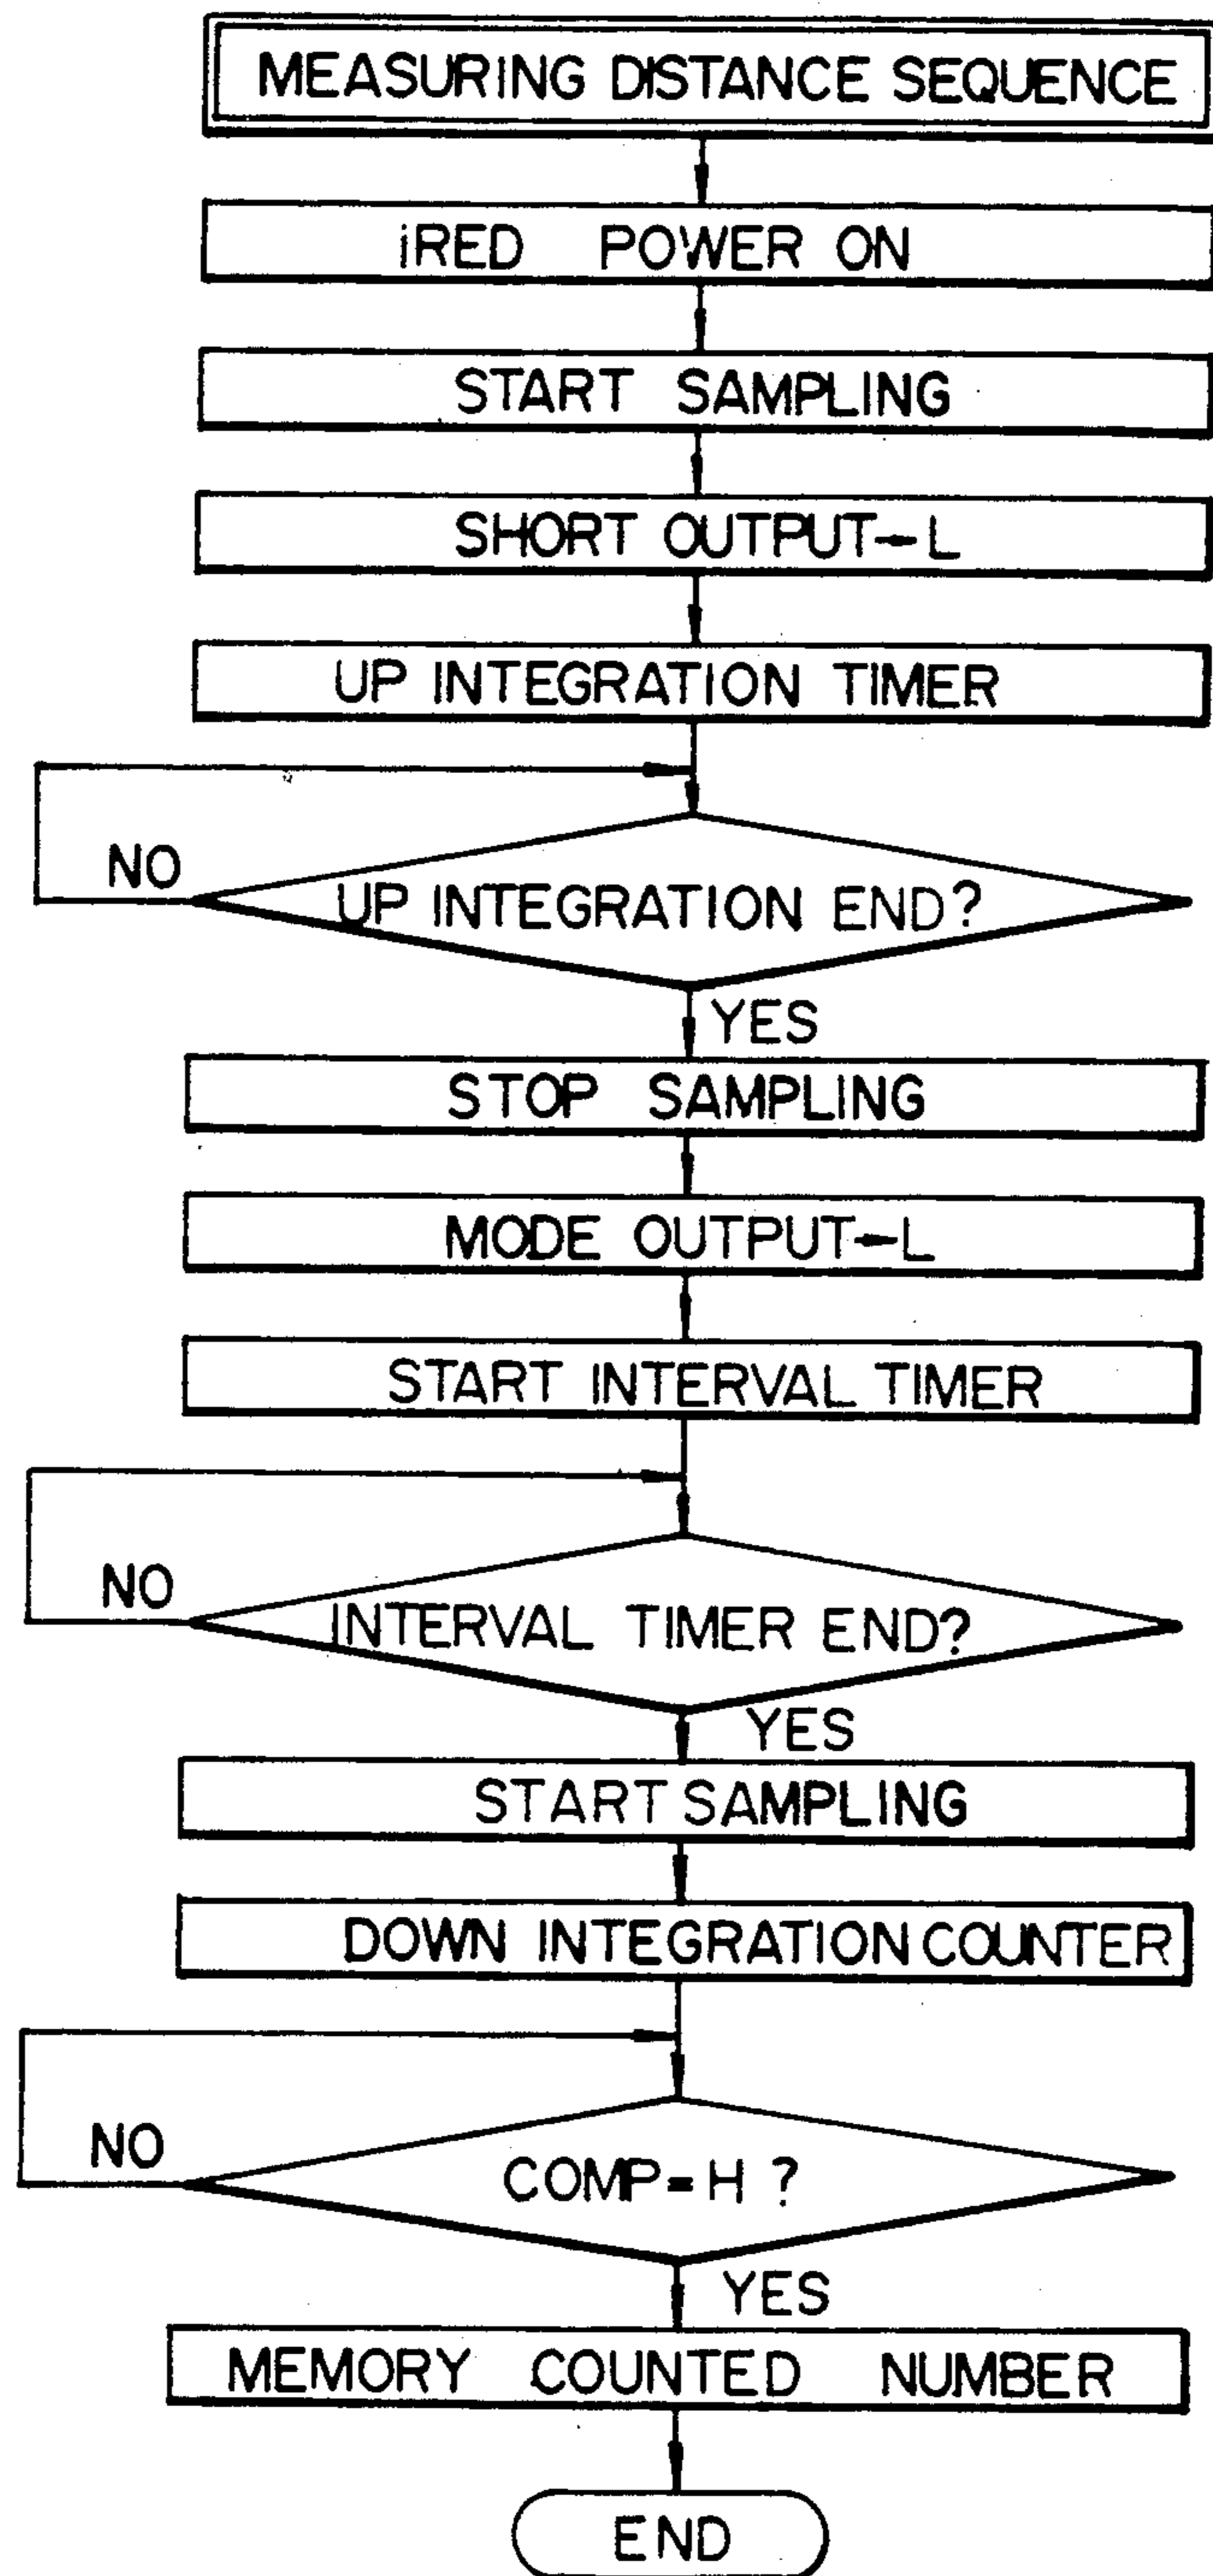 MEASURING DISTANCE SEQUENCE
iRED POWER ON
START SAMPLING
SHORT OUTPUT←L
UP INTEGRATION TIMER
NO
UP INTEGRATION END?
YES
STOP SAMPLING
MODE OUTPUT←L
START INTERVAL TIMER
NO
INTERVAL TIMER END?
YES
START SAMPLING
DOWN INTEGRATION COUNTER
NO
COMP=H ?
YES
MEMORY COUNTED NUMBER
END